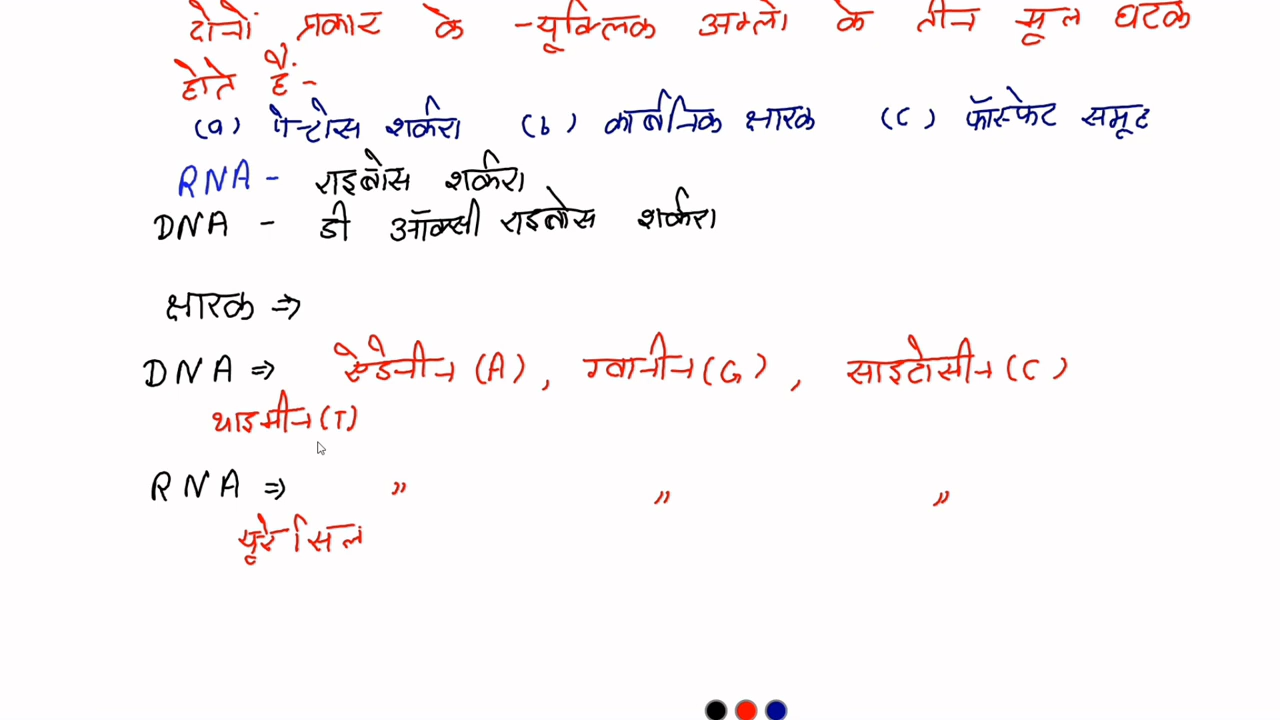 दोनों प्रकार के न्यूक्लिक अम्लो के तीन मूल घटक
होते हैं -
(a) पेन्टोस शर्करा (b) कार्बनिक क्षारक (c) फॉस्फेट समूह
RNA - राइबोस शर्करा
DNA - डी ऑक्सी राइबोस शर्करा
क्षारक ⇒
DNA ⇒ ऐडेनीन (A), ग्वानीन (G), साइटोसीन (C)
थाइमीन (T)
RNA ⇒ " " "
यूरेसिल